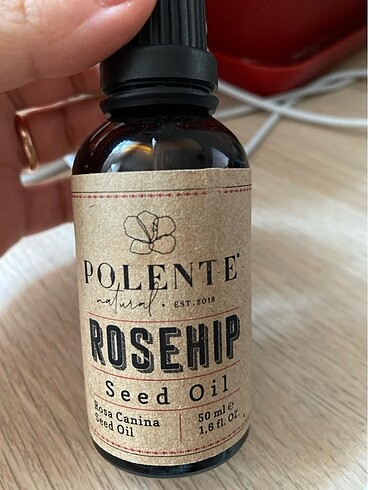 POLENTE
natural • EST.2018
ROSEHIP
Seed Oil
Rosa Canina
Seed Oil
50 ml ℮
1.6 fl. oz.